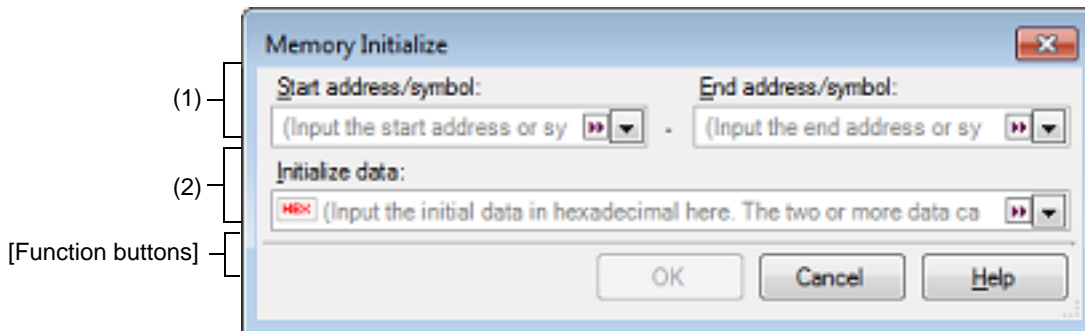 Memory Initialize
(1)
Start address/symbol: End address/symbol:
(Input the start address or sy - (Input the end address or sy
(2)
Initialize data:
HEX (Input the initial data in hexadecimal here. The two or more data ca
[Function buttons]
OK Cancel Help